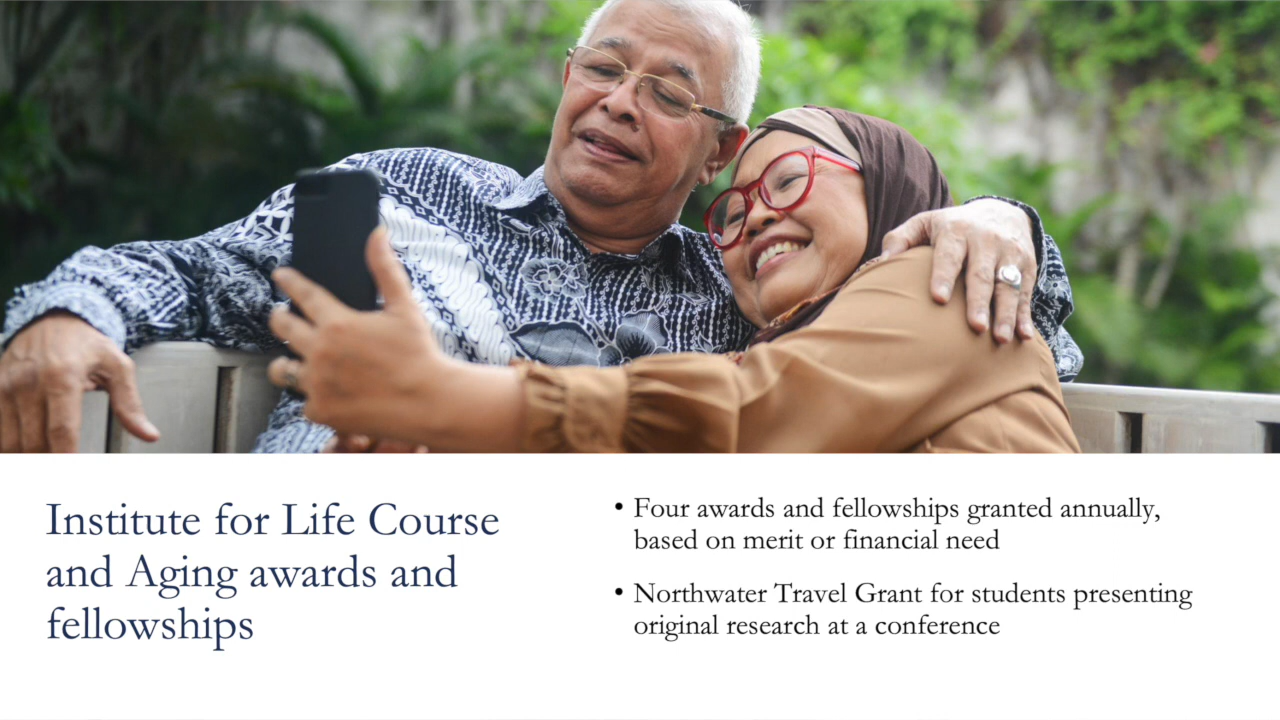 Institute for Life Course
and Aging awards and
fellowships
• Four awards and fellowships granted annually,
based on merit or financial need
• Northwater Travel Grant for students presenting
original research at a conference